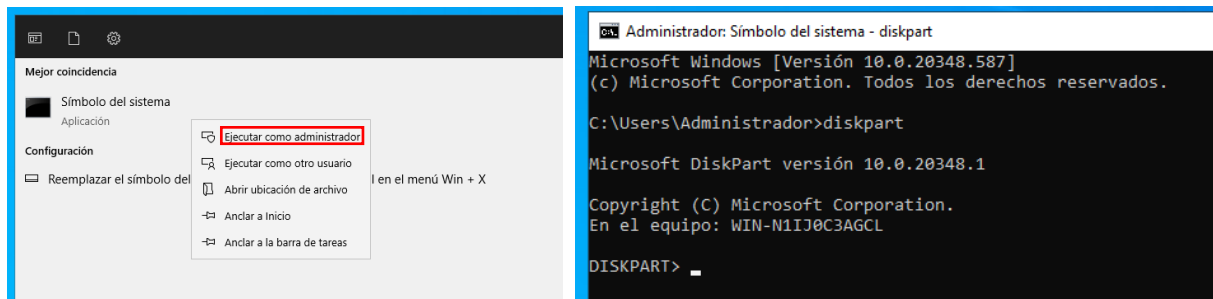 Mejor coincidencia
Símbolo del sistema
Aplicación
Ejecutar como administrador
Configuración
Ejecutar como otro usuario
Reemplazar el símbolo del
l en el menú Win + X
Abrir ubicación de archivo
Anclar a Inicio
Anclar a la barra de tareas
Administrador: Símbolo del sistema - diskpart
Microsoft Windows [Versión 10.0.20348.587]
(c) Microsoft Corporation. Todos los derechos reservados.
C:\Users\Administrador>diskpart
Microsoft DiskPart versión 10.0.20348.1
Copyright (C) Microsoft Corporation.
En el equipo: WIN-N1IJ0C3AGCL
DISKPART>